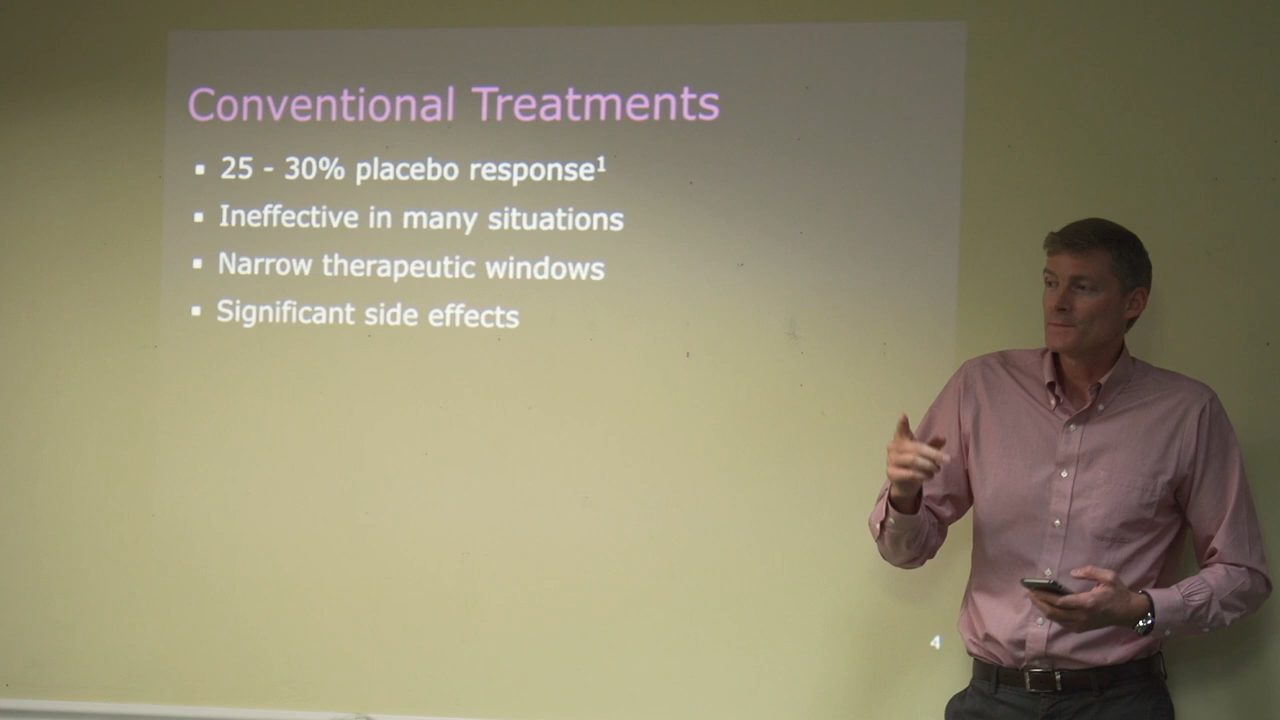 Conventional Treatments
▪ 25 - 30% placebo response¹
▪ Ineffective in many situations
▪ Narrow therapeutic windows
▪ Significant side effects
4